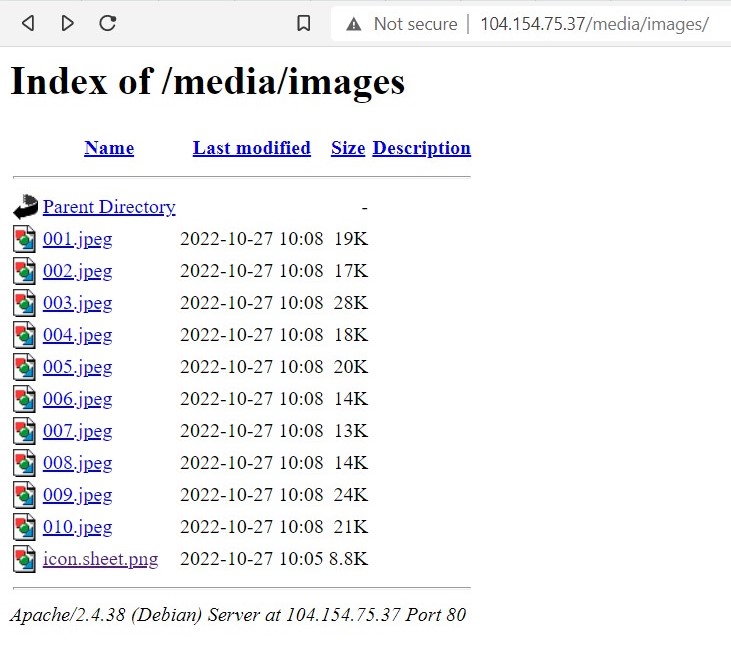 Not secure | 104.154.75.37/media/images/
Index of /media/images
Name Last modified Size Description
Parent Directory -
001.jpeg 2022-10-27 10:08 19K
002.jpeg 2022-10-27 10:08 17K
003.jpeg 2022-10-27 10:08 28K
004.jpeg 2022-10-27 10:08 18K
005.jpeg 2022-10-27 10:08 20K
006.jpeg 2022-10-27 10:08 14K
007.jpeg 2022-10-27 10:08 13K
008.jpeg 2022-10-27 10:08 14K
009.jpeg 2022-10-27 10:08 24K
010.jpeg 2022-10-27 10:08 21K
icon.sheet.png 2022-10-27 10:05 8.8K
Apache/2.4.38 (Debian) Server at 104.154.75.37 Port 80